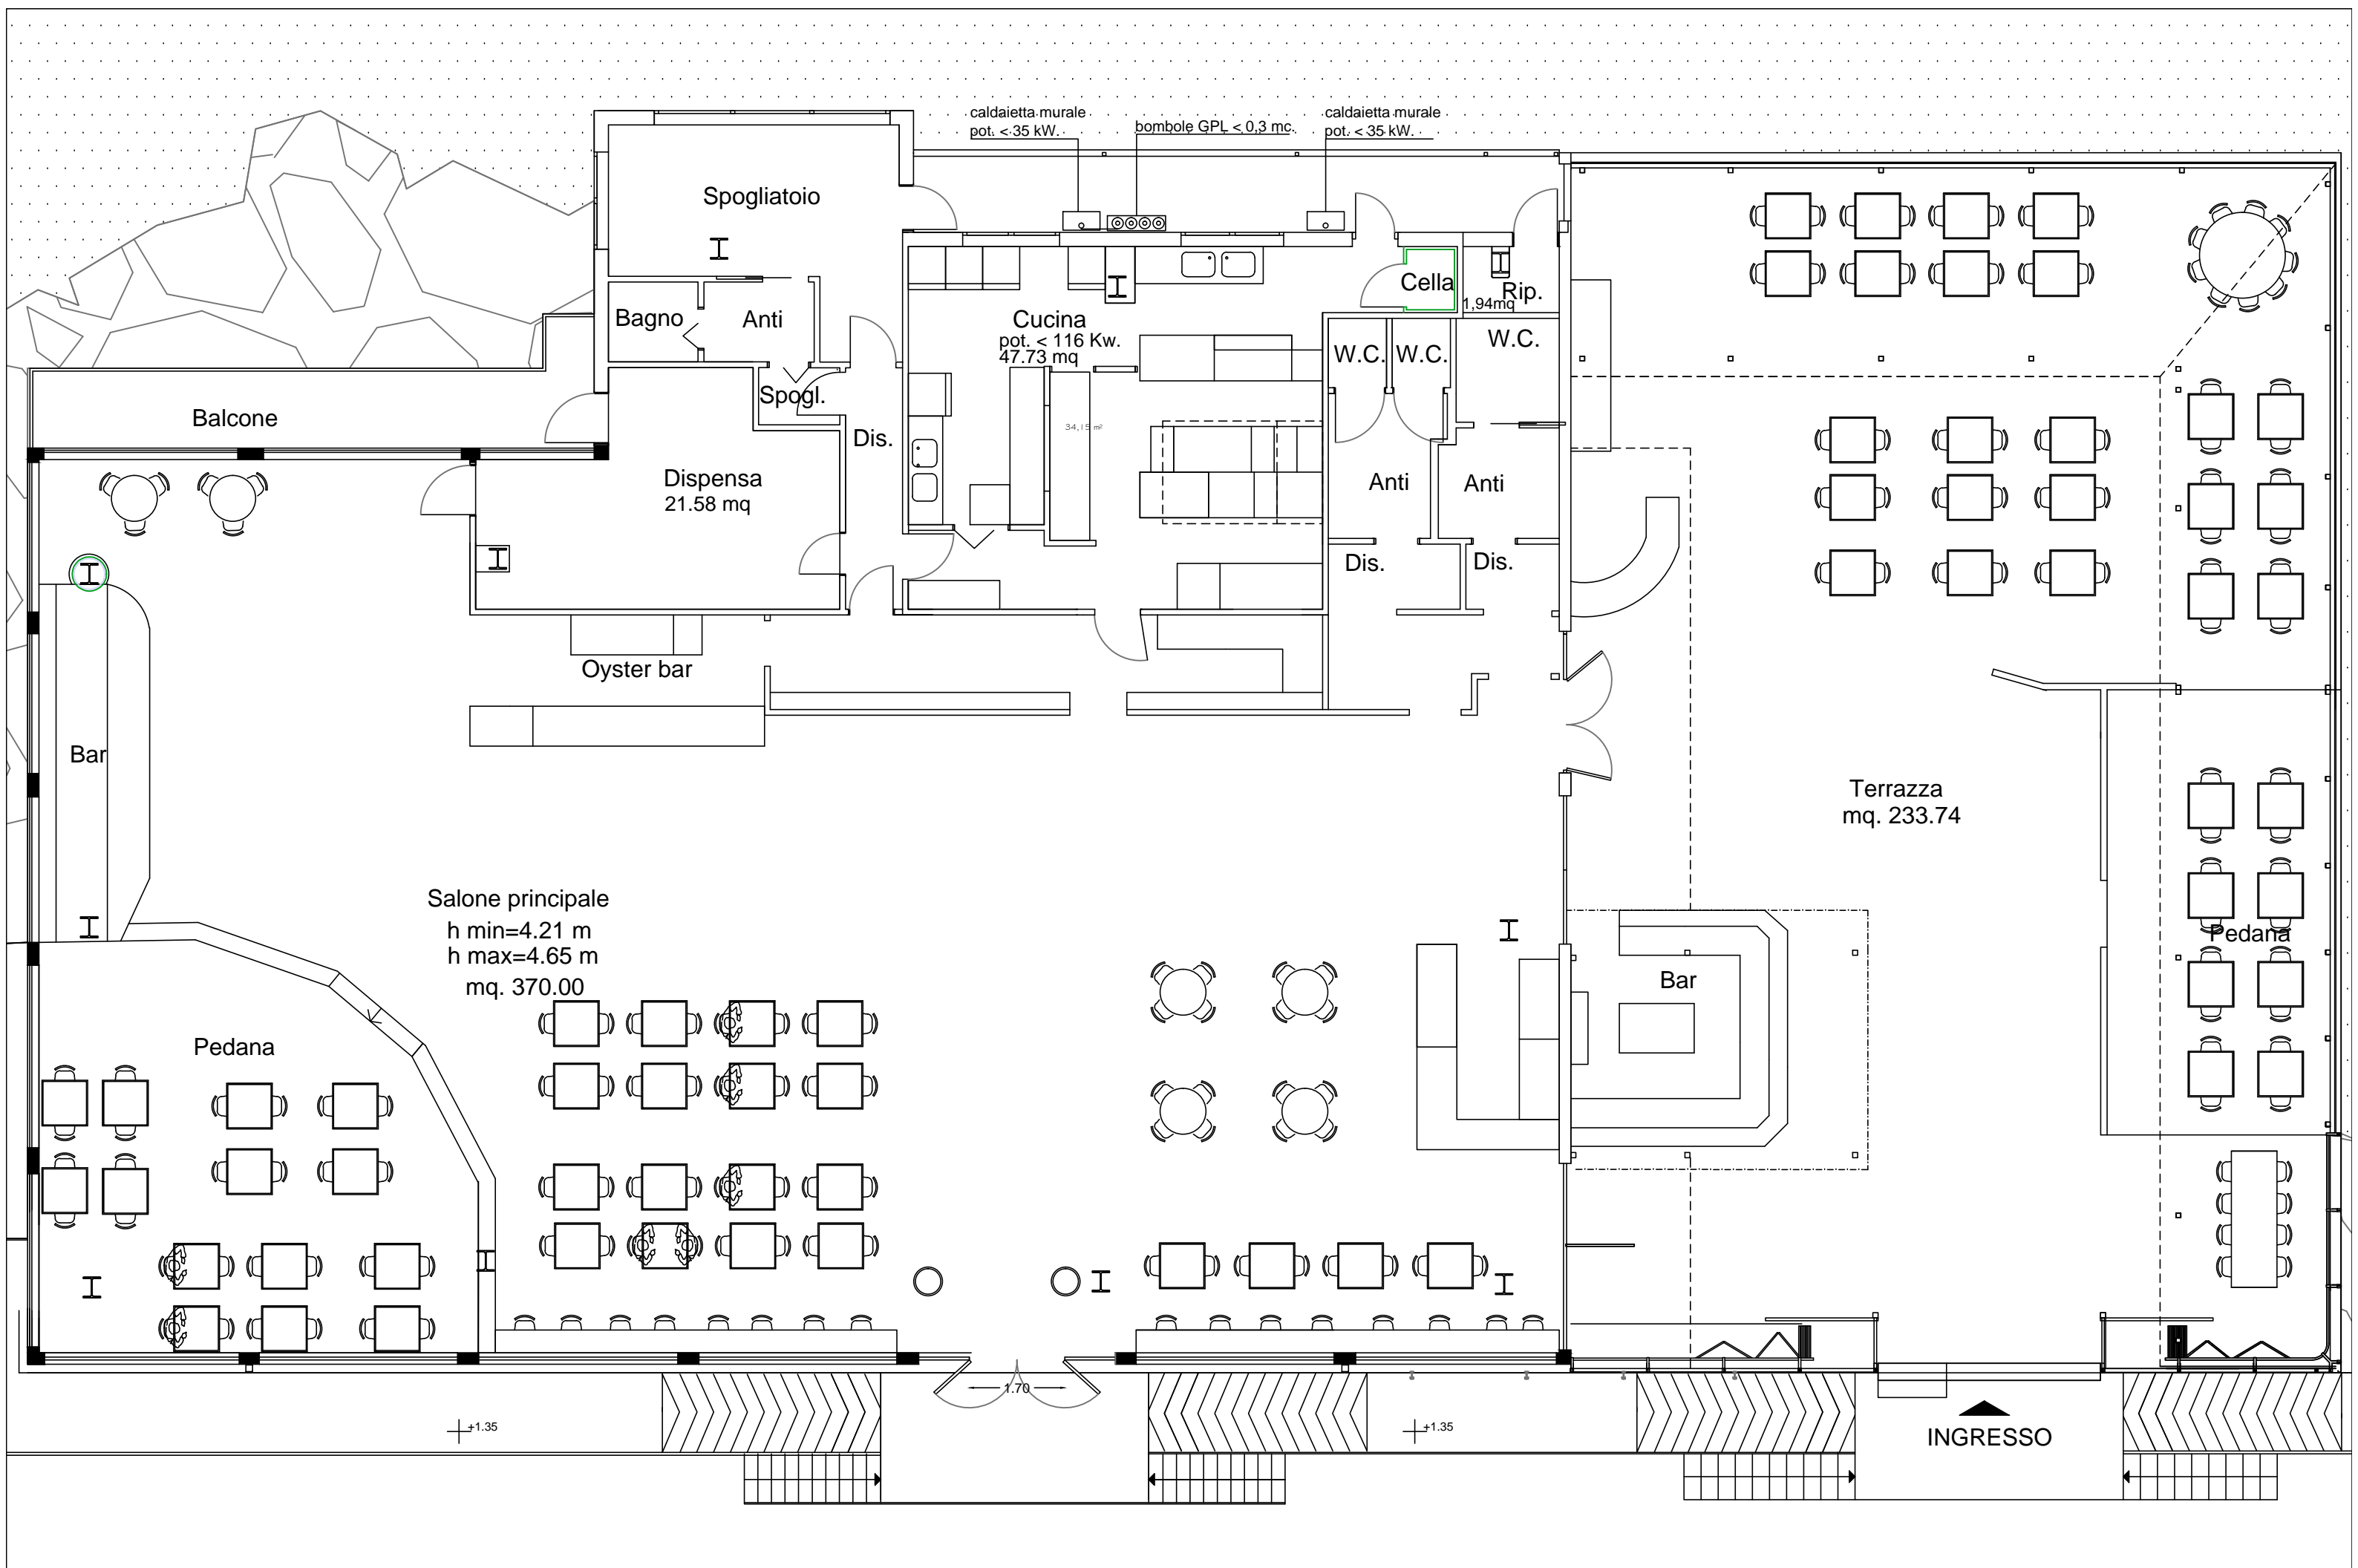 caldaietta murale
pot. < 35 kW.
bombole GPL < 0,3 mc.
caldaietta murale
pot. < 35 kW.
Spogliatoio
Cella
Rip.
1,94mq
Bagno
Anti
Cucina
pot. < 116 Kw.
47.73 mq
W.C.
W.C.
W.C.
Spogl.
Balcone
Dis.
34,15 m²
Dispensa
21.58 mq
Anti
Anti
Dis.
Dis.
Oyster bar
Bar
Terrazza
mq. 233.74
Salone principale
h min=4.21 m
h max=4.65 m
mq. 370.00
Pedana
Bar
Pedana
1.70
+1.35
+1.35
INGRESSO